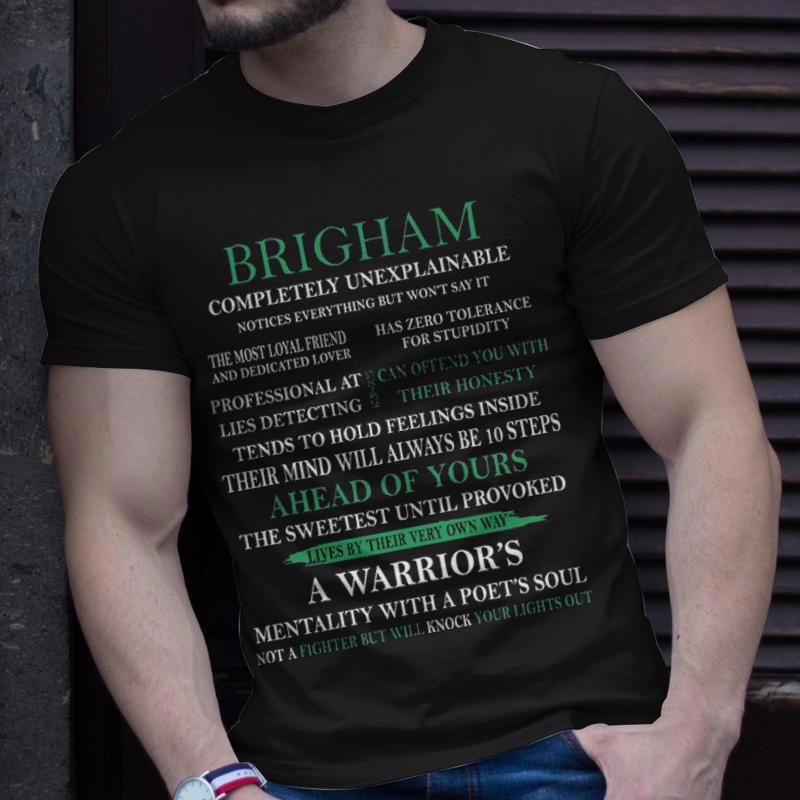 BRIGHAM
COMPLETELY UNEXPLAINABLE
NOTICES EVERYTHING BUT WON'T SAY IT
THE MOST LOYAL FRIEND
AND DEDICATED LOVER
HAS ZERO TOLERANCE
FOR STUPIDITY
PROFESSIONAL AT
LIES DETECTING
CAN OFFEND YOU WITH
THEIR HONESTY
TENDS TO HOLD FEELINGS INSIDE
THEIR MIND WILL ALWAYS BE 10 STEPS
AHEAD OF YOURS
THE SWEETEST UNTIL PROVOKED
LIVES BY THEIR VERY OWN WAY
A WARRIOR'S
MENTALITY WITH A POET'S SOUL
NOT A FIGHTER BUT WILL KNOCK YOUR LIGHTS OUT